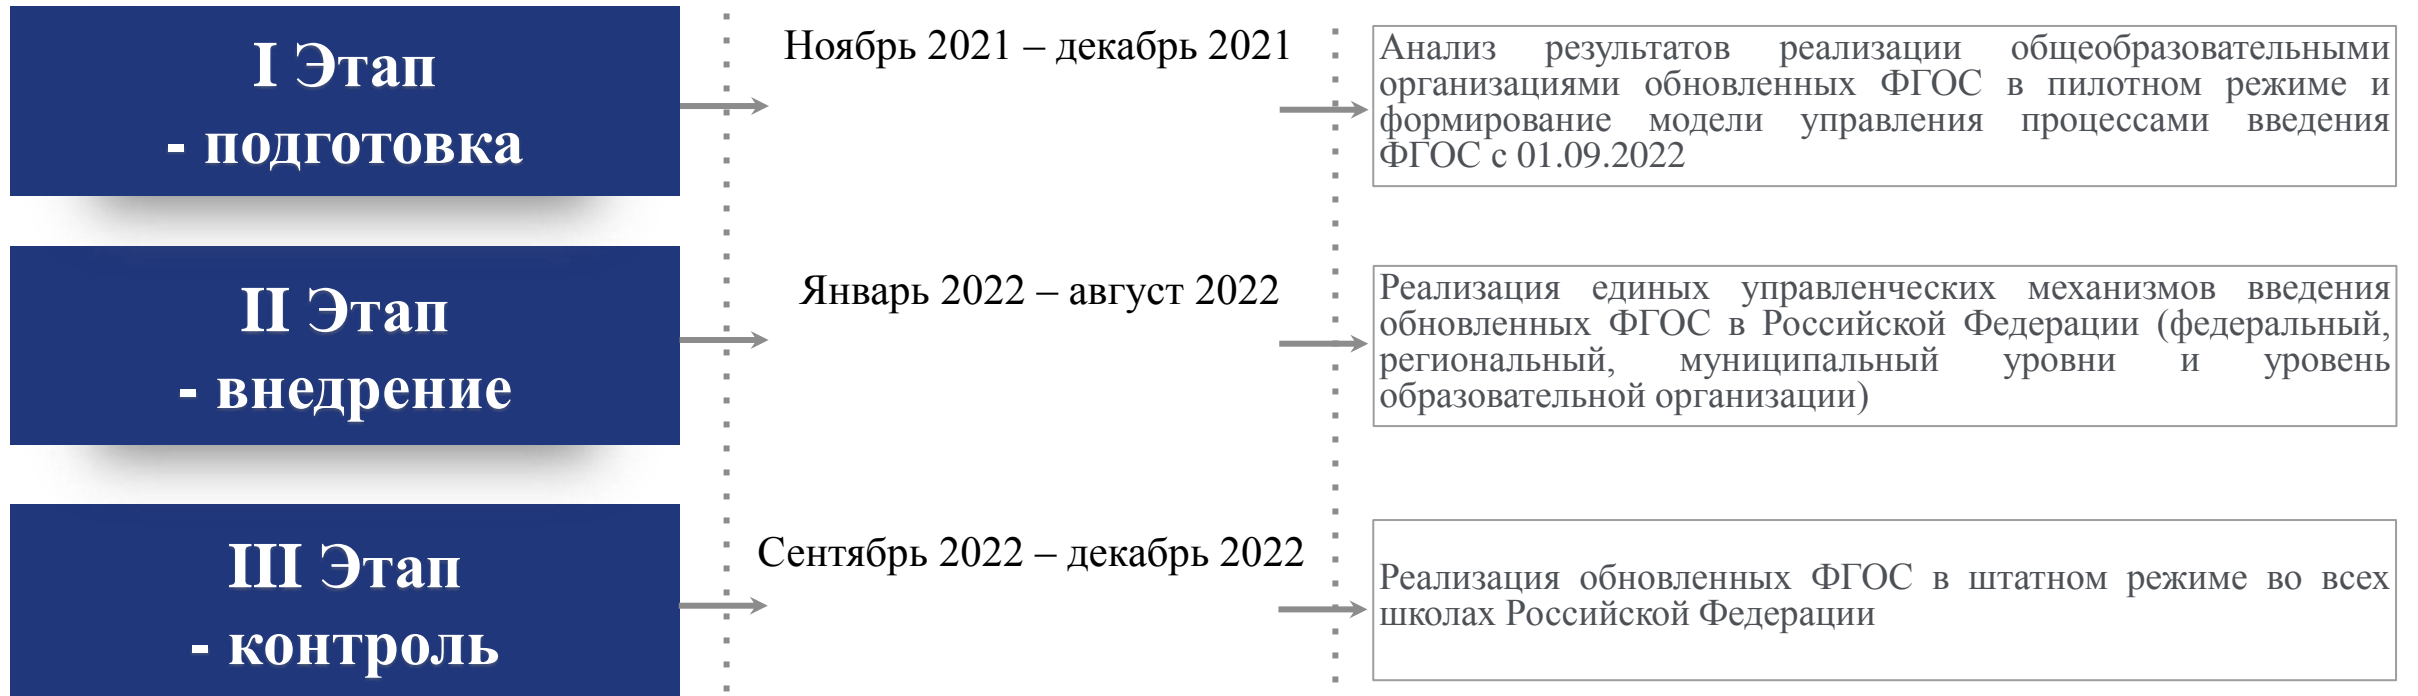 I Этап
- подготовка
Ноябрь 2021 – декабрь 2021
Анализ результатов реализации общеобразовательными
организациями обновленных ФГОС в пилотном режиме и
формирование модели управления процессами введения
ФГОС с 01.09.2022
II Этап
- внедрение
Январь 2022 – август 2022
Реализация единых управленческих механизмов введения
обновленных ФГОС в Российской Федерации (федеральный,
региональный, муниципальный уровни и уровень
образовательной организации)
III Этап
- контроль
Сентябрь 2022 – декабрь 2022
Реализация обновленных ФГОС в штатном режиме во всех
школах Российской Федерации